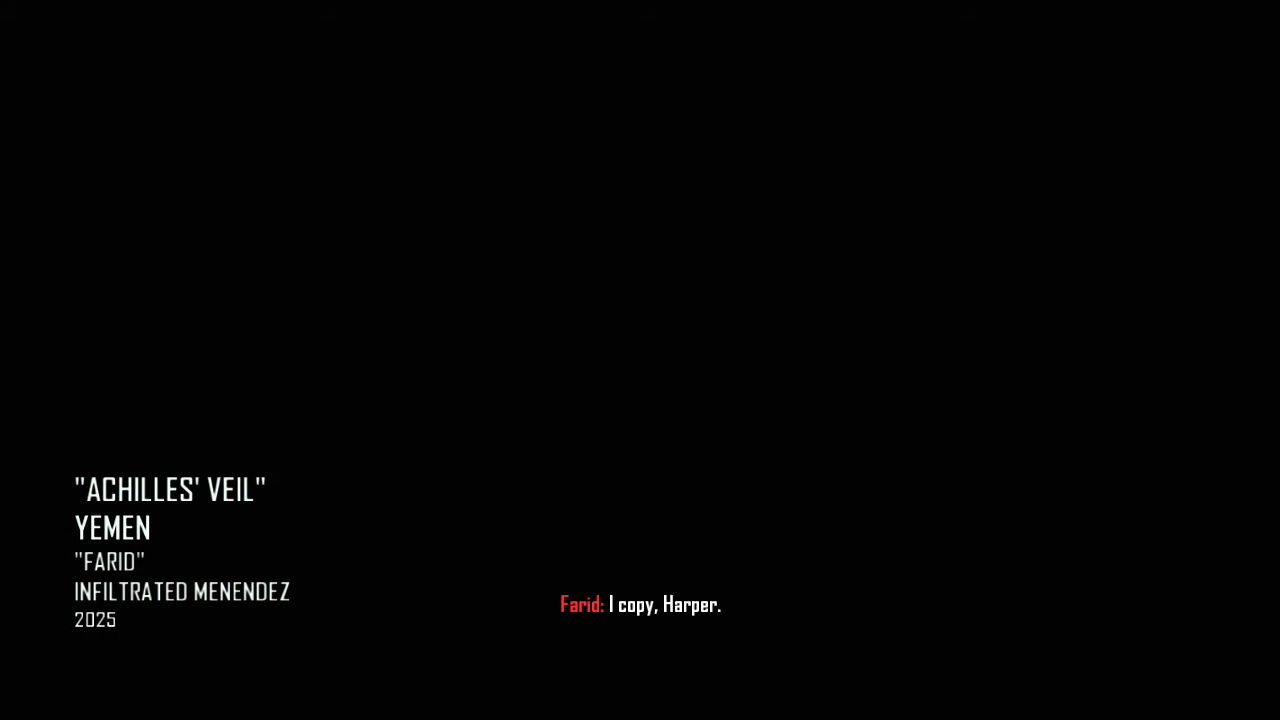 "ACHILLES' VEIL"
YEMEN
"FARID"
INFILTRATED MENENDEZ
2025
Farid: I copy, Harper.